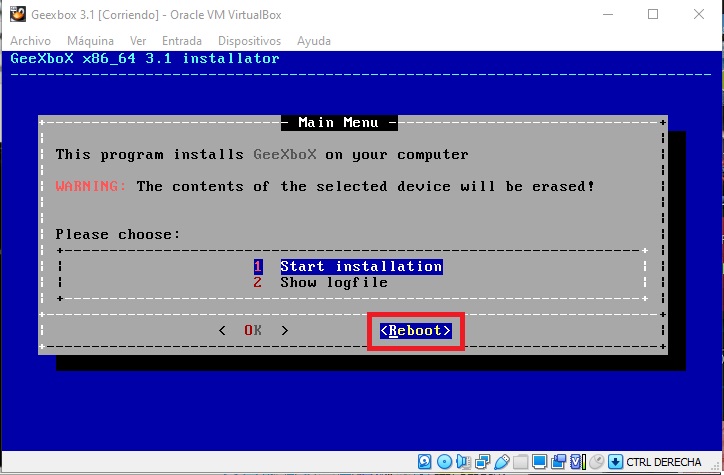 Geexbox 3.1 [Corriendo] - Oracle VM VirtualBox
Archivo Máquina Ver Entrada Dispositivos Ayuda
GeeXboX x86_64 3.1 installator
Main Menu
This program installs GeeXboX on your computer
WARNING: The contents of the selected device will be erased!
Please choose:
1 Start installation
2 Show logfile
< OK > <Reboot>
CTRL DERECHA